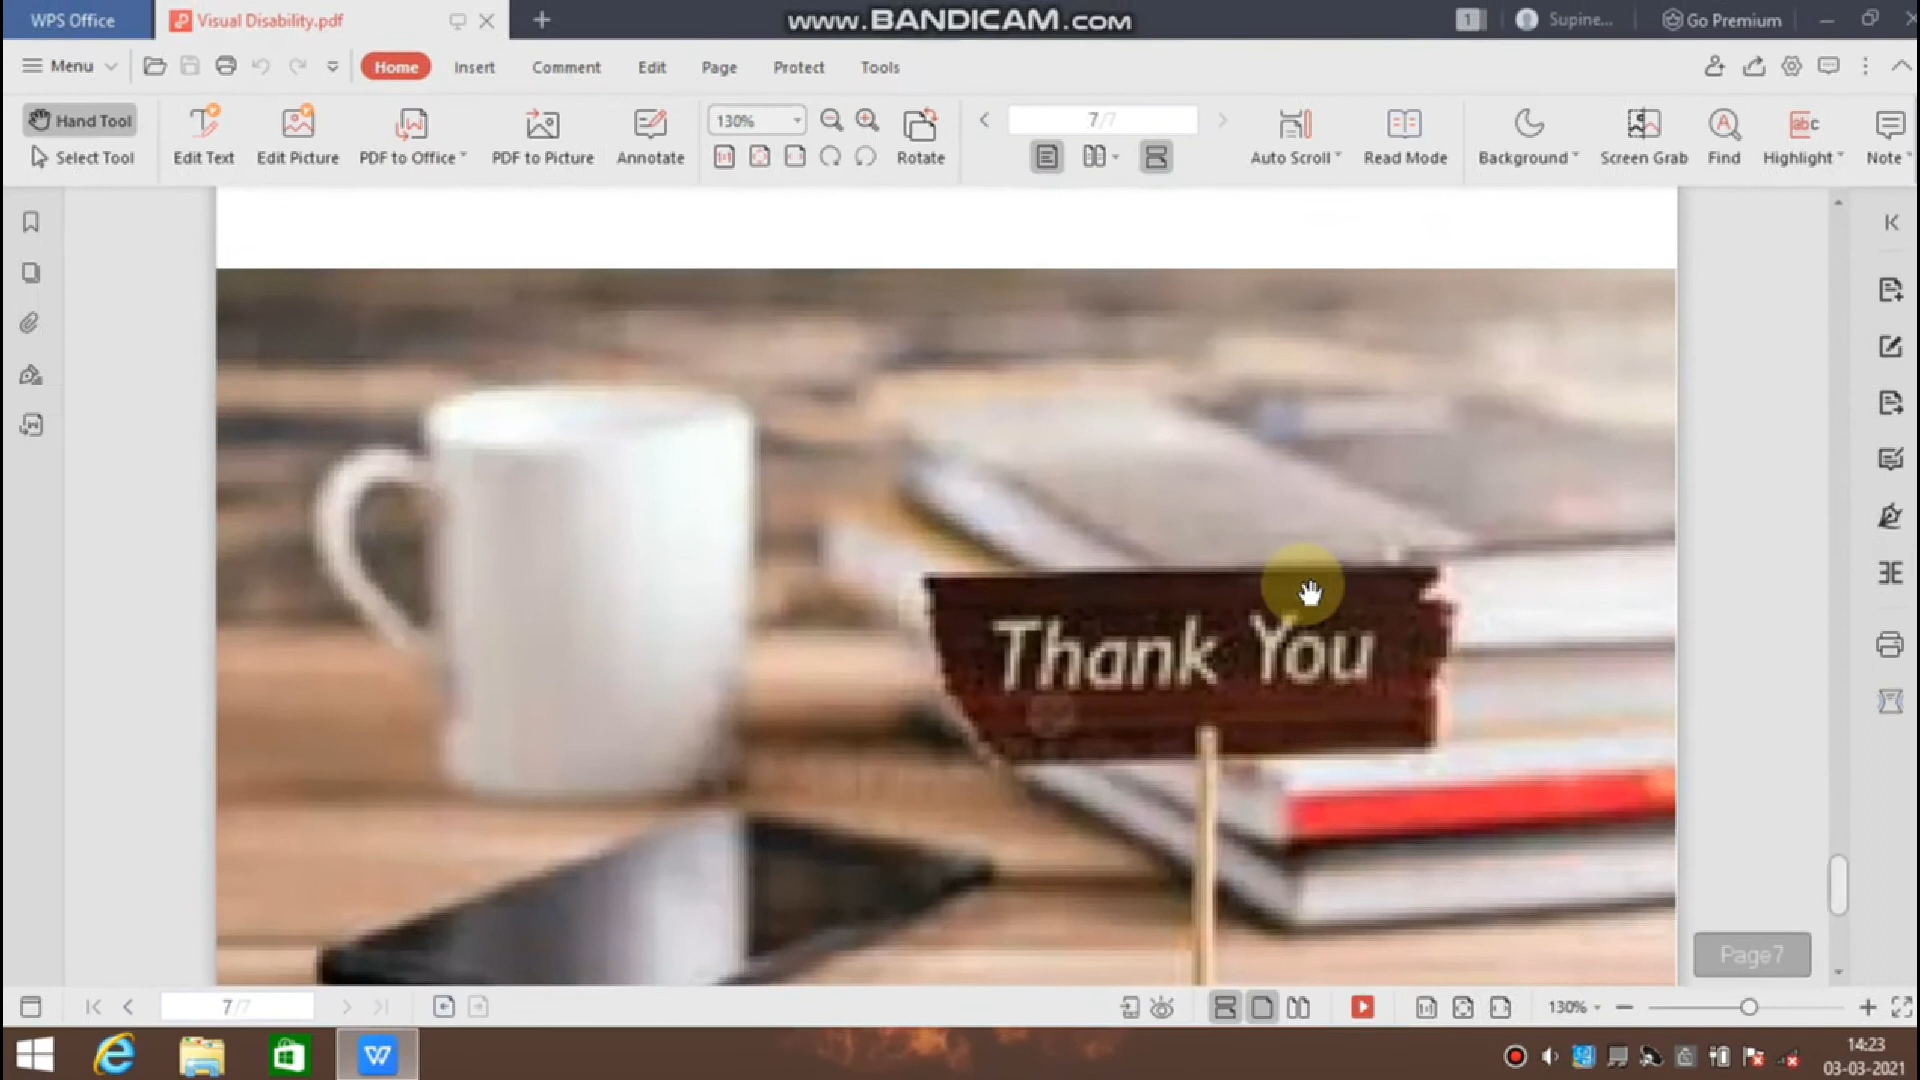 WPS Office
Visual Disability.pdf
www.BANDICAM.com
1
Supine...
Go Premium
Menu
Home
Insert
Comment
Edit
Page
Protect
Tools
Hand Tool
Select Tool
Edit Text
Edit Picture
PDF to Office
PDF to Picture
Annotate
130%
Rotate
7/7
Auto Scroll
Read Mode
Background
Screen Grab
Find
Highlight
Note
Thank You
Page7
7/7
130%
14:23
03-03-2021